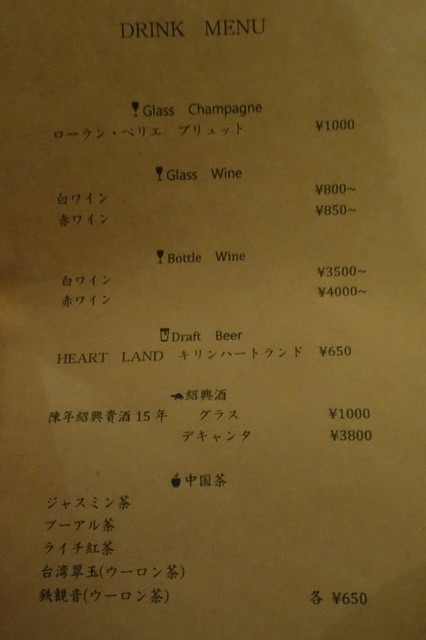 DRINK MENU
Glass Champagne
ローラン・ペリエ ブリュット ¥1000
Glass Wine
白ワイン ¥800~
赤ワイン ¥850~
Bottle Wine
白ワイン ¥3500~
赤ワイン ¥4000~
Draft Beer
HEART LAND キリンハートランド ¥650
紹興酒
陳年紹興貴酒15年 グラス ¥1000
デキャンタ ¥3800
中国茶
ジャスミン茶
プーアル茶
ライチ紅茶
台湾翠玉(ウーロン茶)
鉄観音(ウーロン茶) 各 ¥650